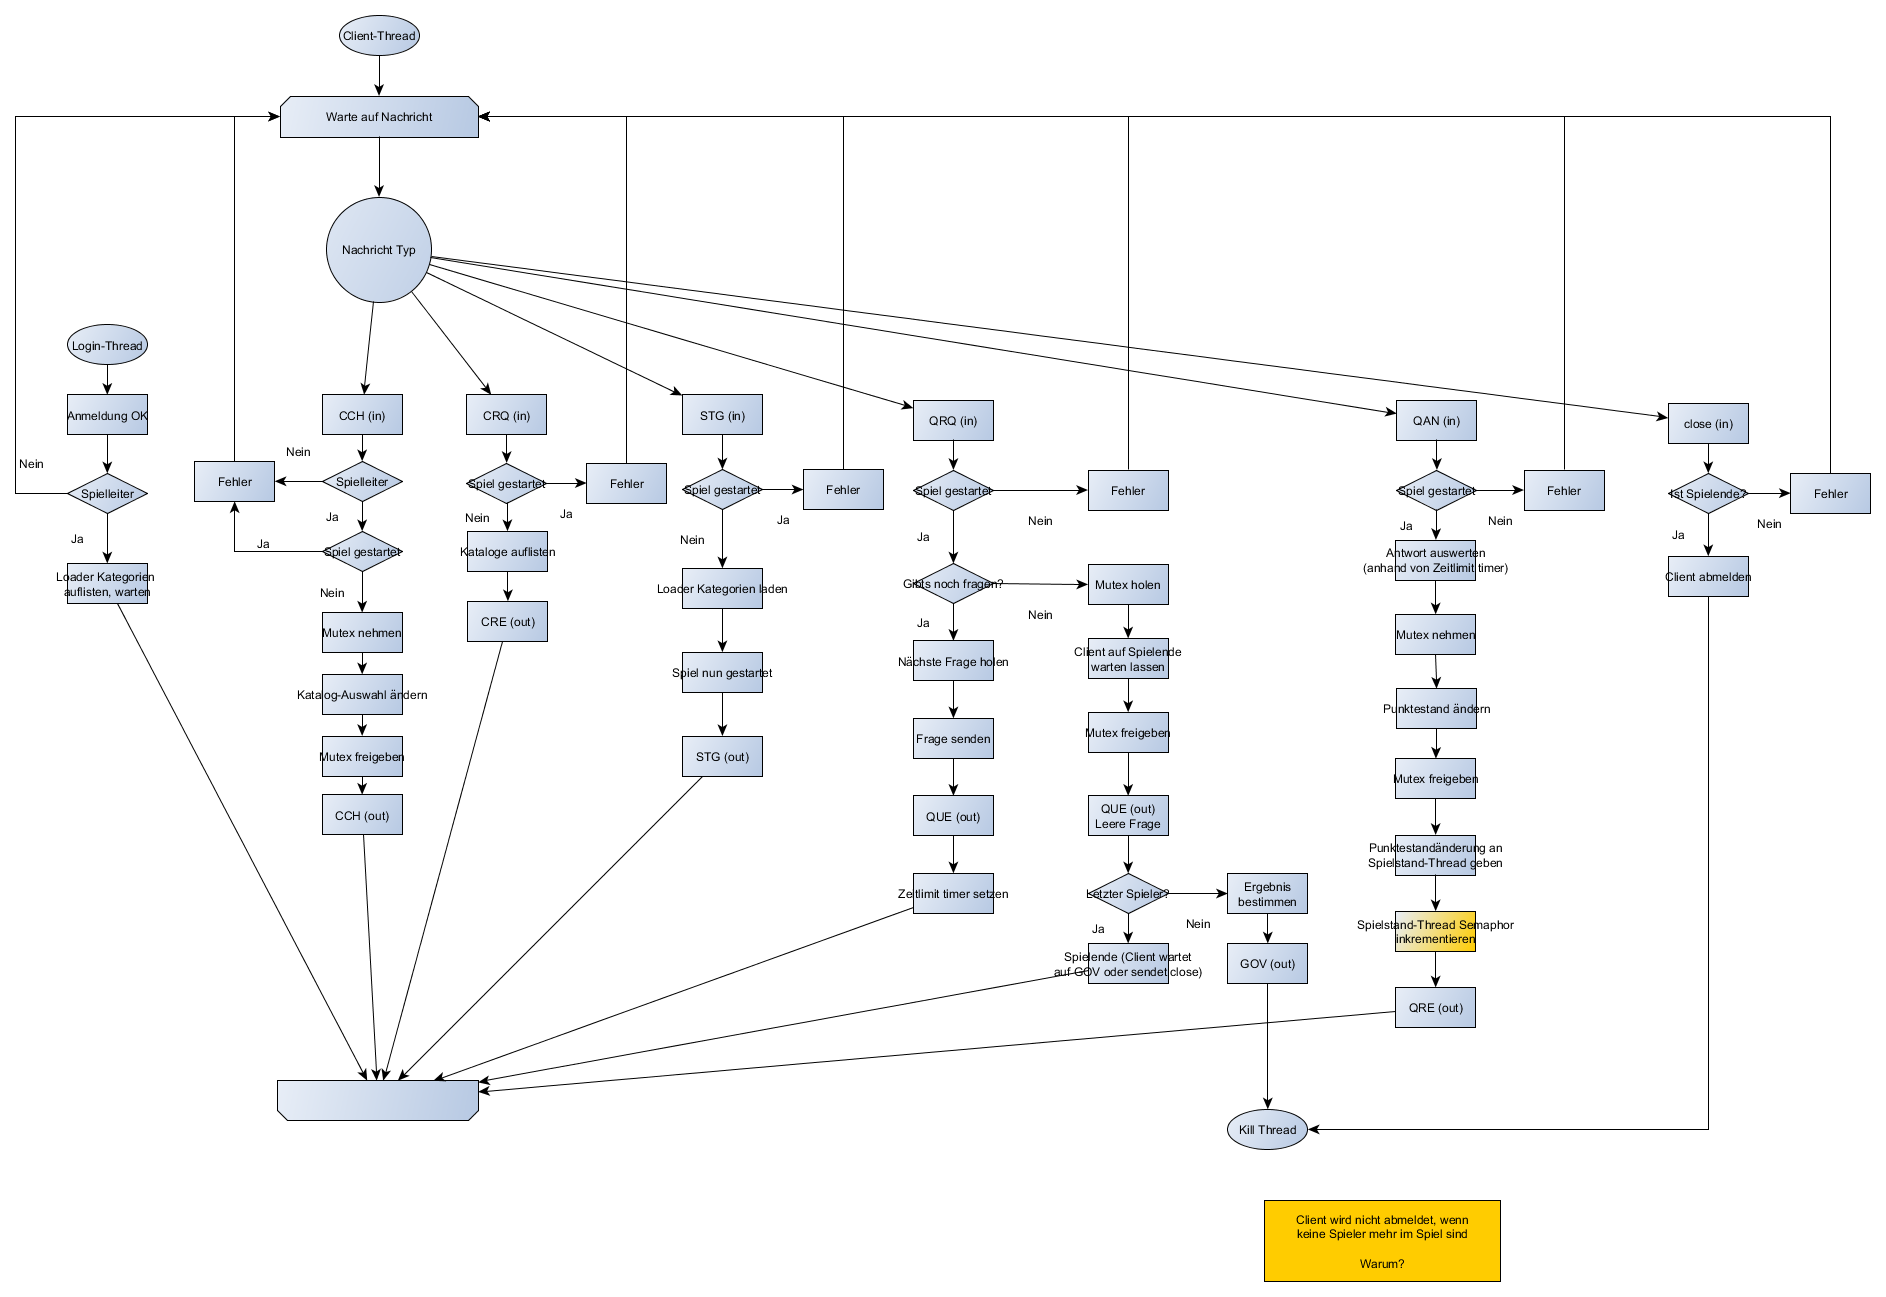 Client-Thread
Warte auf Nachricht
Nachricht Typ
Login-Thread
Anmeldung OK
Nein
Spielleiter
Ja
Loader Kategorien
auflisten, warten
CCH (in)
Nein
Fehler
Spielleiter
Ja
Ja
Spiel gestartet
Nein
Mutex nehmen
Katalog-Auswahl ändern
Mutex freigeben
CCH (out)
CRQ (in)
Spiel gestartet
Fehler
Nein
Ja
Kataloge auflisten
CRE (out)
STG (in)
Spiel gestartet
Fehler
Ja
Nein
Loader Kategorien laden
Spiel nun gestartet
STG (out)
QRQ (in)
Spiel gestartet
Fehler
Nein
Ja
Gibts noch fragen?
Nein
Ja
Nächste Frage holen
Frage senden
QUE (out)
Zeitlimit timer setzen
Mutex holen
Client auf Spielende
warten lassen
Mutex freigeben
QUE (out)
Leere Frage
Letzter Spieler?
Nein
Ja
Spielende (Client wartet
auf GOV oder sendet close)
Ergebnis
bestimmen
GOV (out)
QAN (in)
Spiel gestartet
Fehler
Nein
Ja
Antwort auswerten
(anhand von Zeitlimit timer)
Mutex nehmen
Punktestand ändern
Mutex freigeben
Punktestandänderung an
Spielstand-Thread geben
Spielstand-Thread Semaphor
inkrementieren
QRE (out)
close (in)
Ist Spielende?
Fehler
Nein
Ja
Client abmelden
Kill Thread
Client wird nicht abmeldet, wenn
keine Spieler mehr im Spiel sind
Warum?